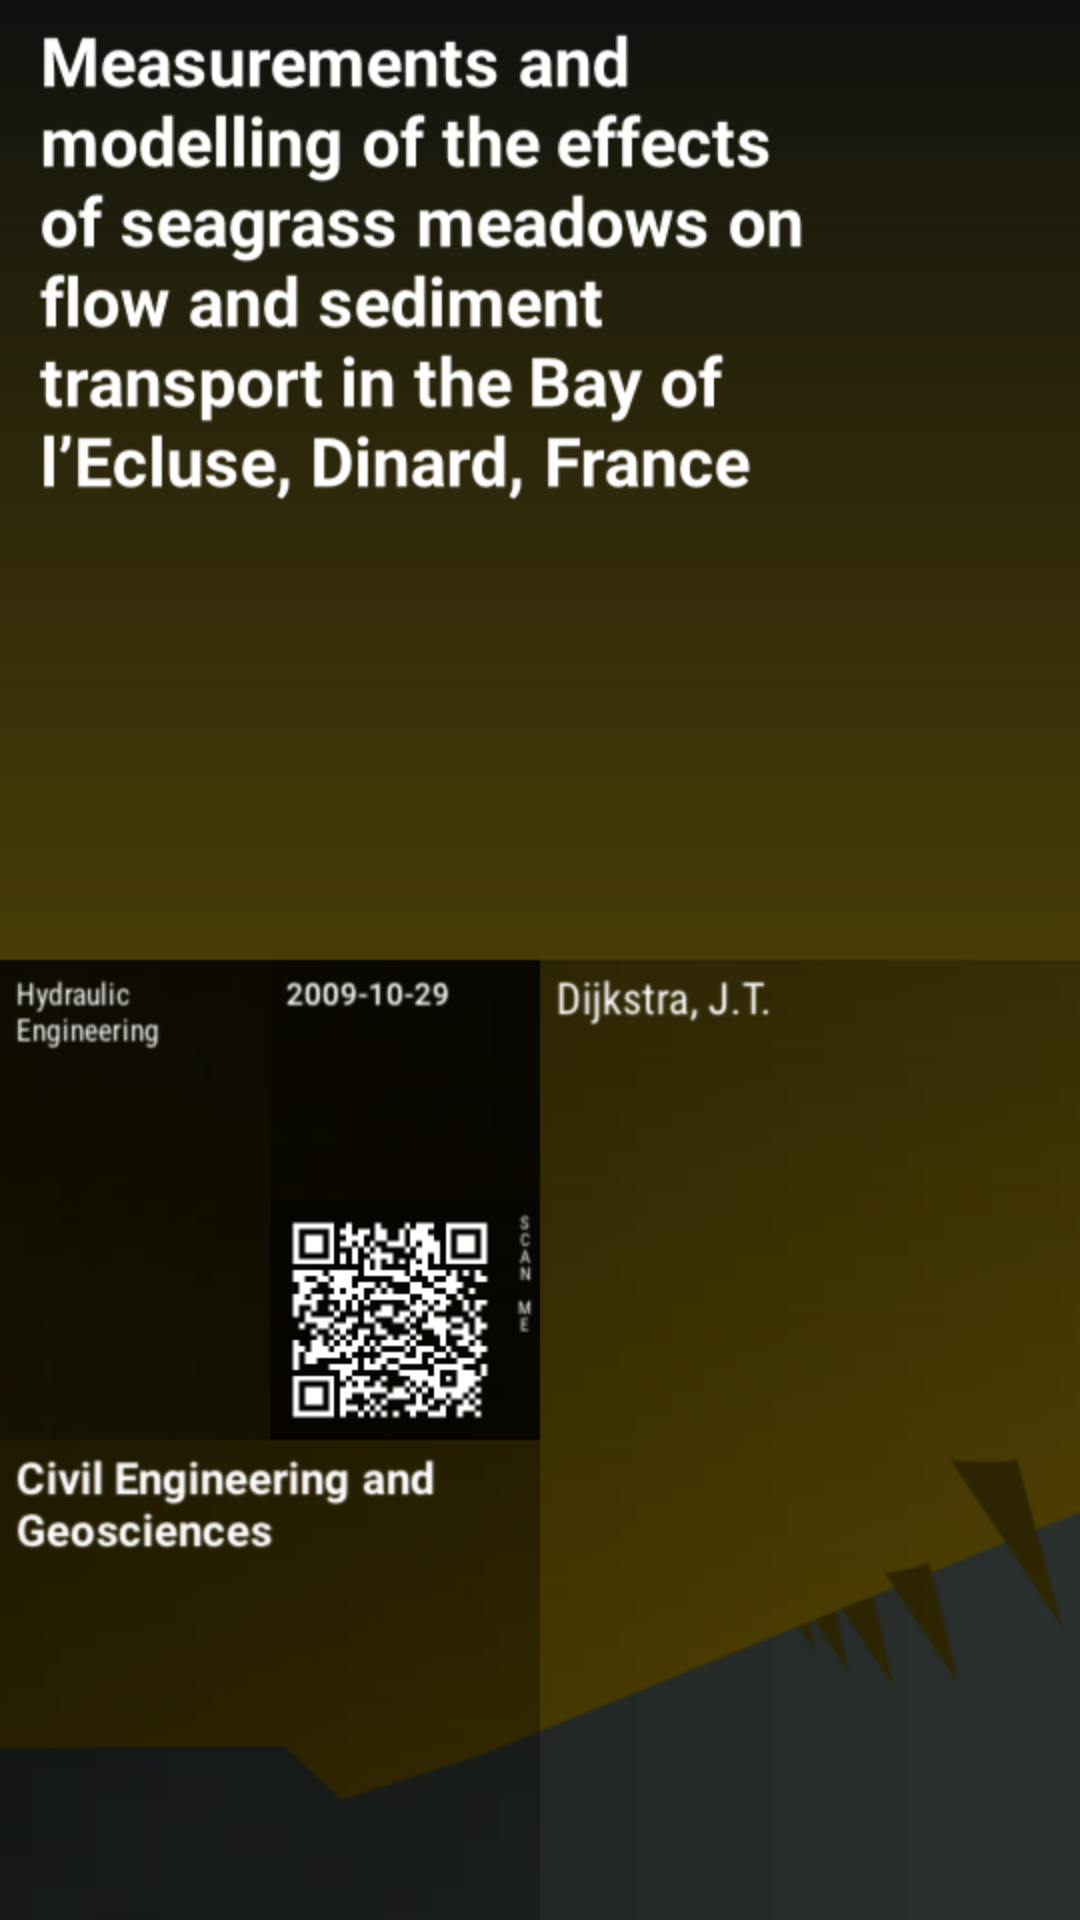 Measurements and
modelling of the effects
of seagrass meadows on
flow and sediment
transport in the Bay of
l’Ecluse, Dinard, France
Hydraulic
Engineering
2009-10-29
Dijkstra, J.T.
SCAN ME
Civil Engineering and
Geosciences